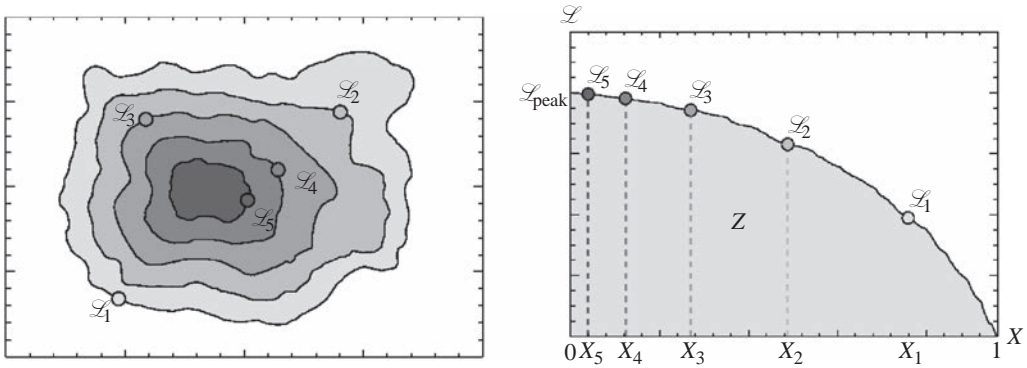 ℒ₁
ℒ₂
ℒ₃
ℒ₄
ℒ₅
ℒ
ℒpeak
ℒ₅ ℒ₄ ℒ₃ ℒ₂ ℒ₁
Z
0 X₅ X₄ X₃ X₂ X₁ 1 X